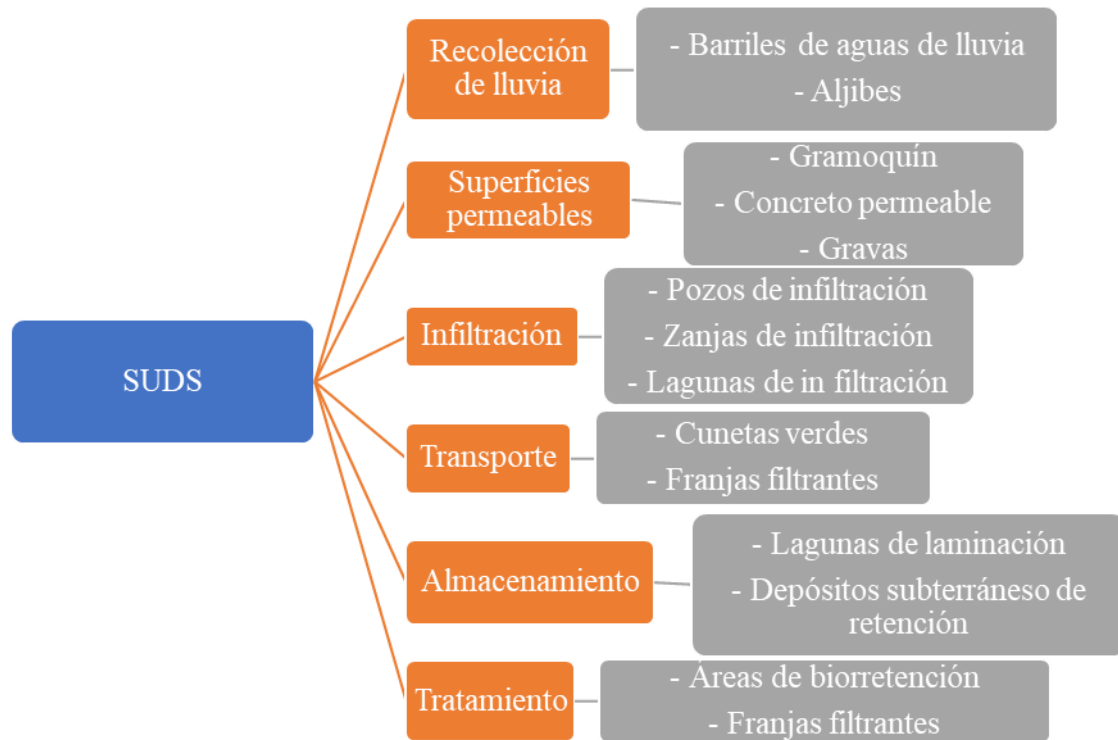 SUDS
Recolección
de lluvia
- Barriles de aguas de lluvia
- Aljibes
Superficies
permeables
- Gramoquín
- Concreto permeable
- Gravas
Infiltración
- Pozos de infiltración
- Zanjas de infiltración
- Lagunas de in filtración
Transporte
- Cunetas verdes
- Franjas filtrantes
Almacenamiento
- Lagunas de laminación
- Depósitos subterráneso de
retención
Tratamiento
- Áreas de biorretención
- Franjas filtrantes